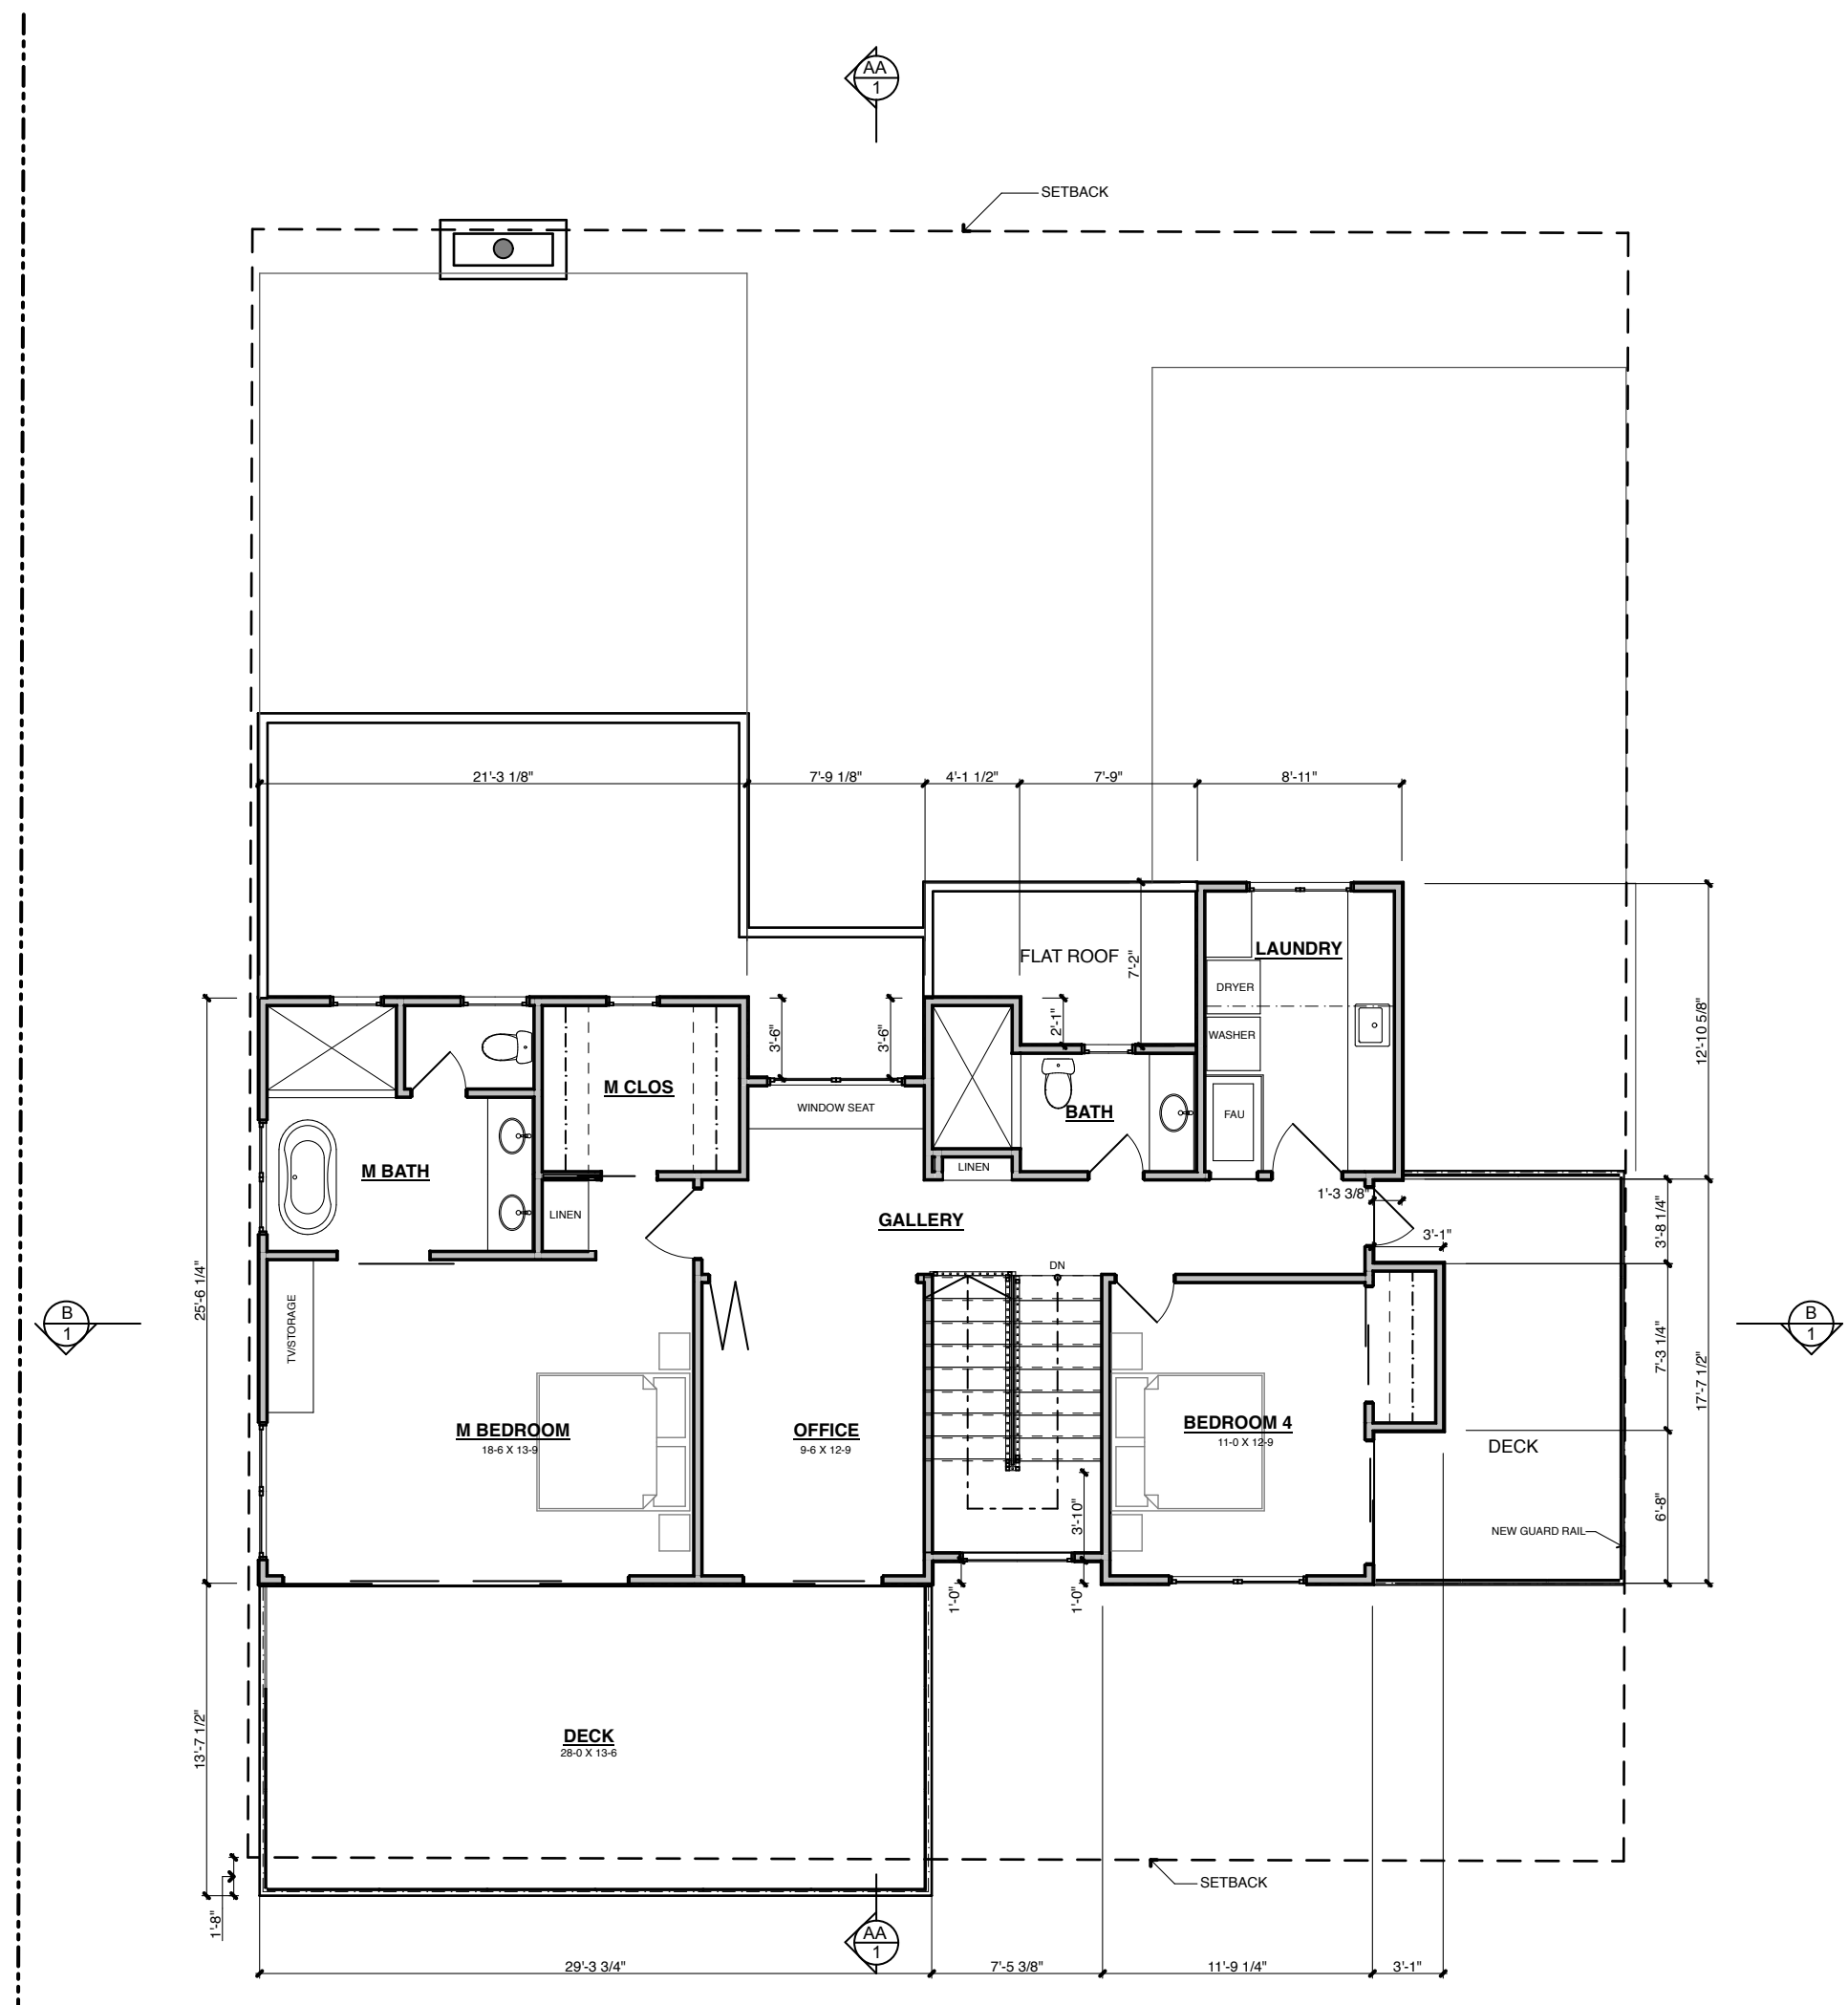 AA
1
SETBACK
21'-3 1/8"
7'-9 1/8"
4'-1 1/2"
7'-9"
8'-11"
FLAT ROOF
7'-2"
LAUNDRY
DRYER
WASHER
FAU
3'-6"
3'-6"
2'-1"
12'-10 5/8"
M CLOS
WINDOW SEAT
BATH
LINEN
M BATH
LINEN
GALLERY
1'-3 3/8"
3'-1"
3'-8 1/4"
DN
25'-6 1/4"
TV/STORAGE
B
1
B
1
7'-3 1/4"
17'-7 1/2"
M BEDROOM
18-6 X 13-9
OFFICE
9-6 X 12-9
BEDROOM 4
11-0 X 12-9
DECK
3'-10"
6'-8"
NEW GUARD RAIL
1'-0"
1'-0"
13'-7 1/2"
DECK
28-0 X 13-6
SETBACK
1'-8"
AA
1
29'-3 3/4"
7'-5 3/8"
11'-9 1/4"
3'-1"